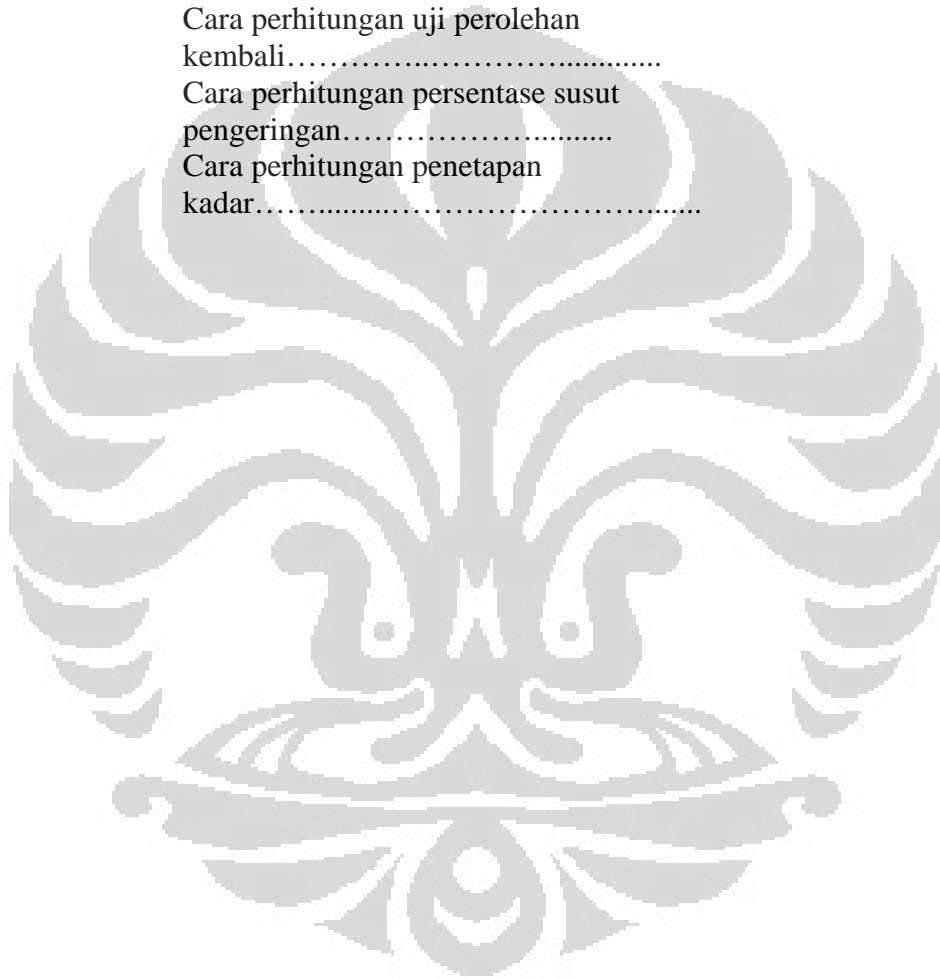 Cara perhitungan uji perolehan
kembali…………..…………............
Cara perhitungan persentase susut
pengeringan………………..........
Cara perhitungan penetapan
kadar…….........…………………….......